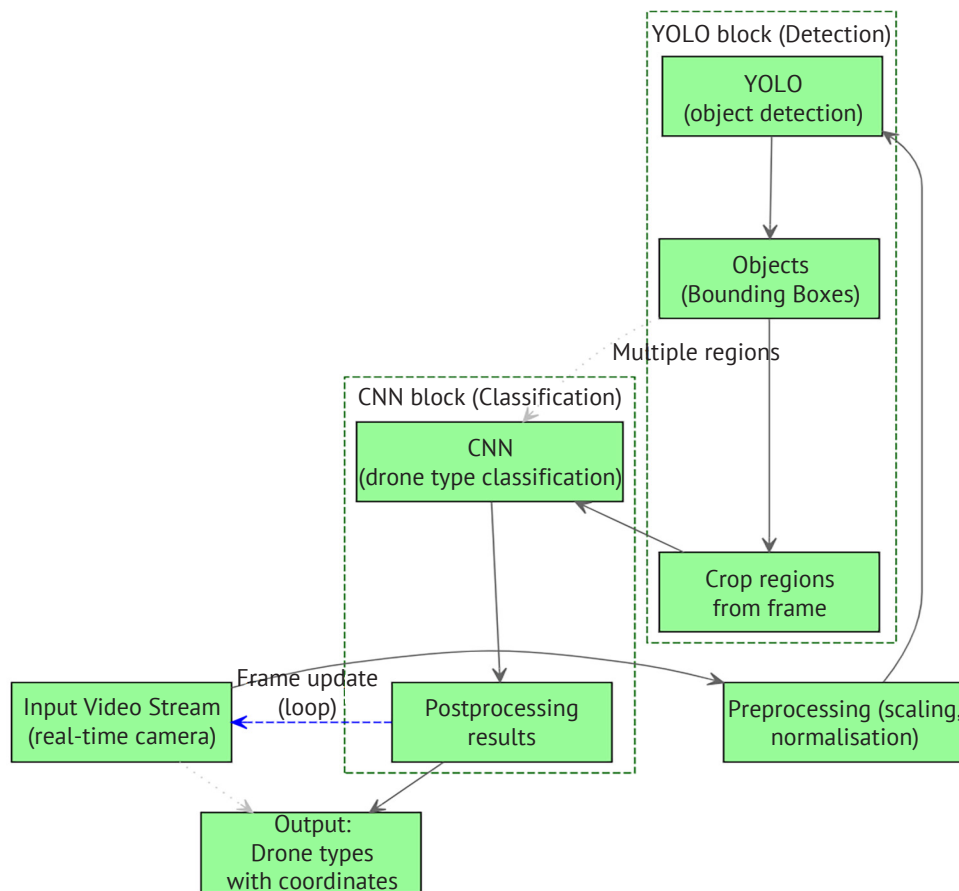 YOLO block (Detection)
YOLO
(object detection)
Objects
(Bounding Boxes)
Multiple regions
CNN block (Classification)
CNN
(drone type classification)
Crop regions
from frame
Frame update
(loop)
Input Video Stream
(real-time camera)
Postprocessing
results
Preprocessing (scaling,
normalisation)
Output:
Drone types
with coordinates